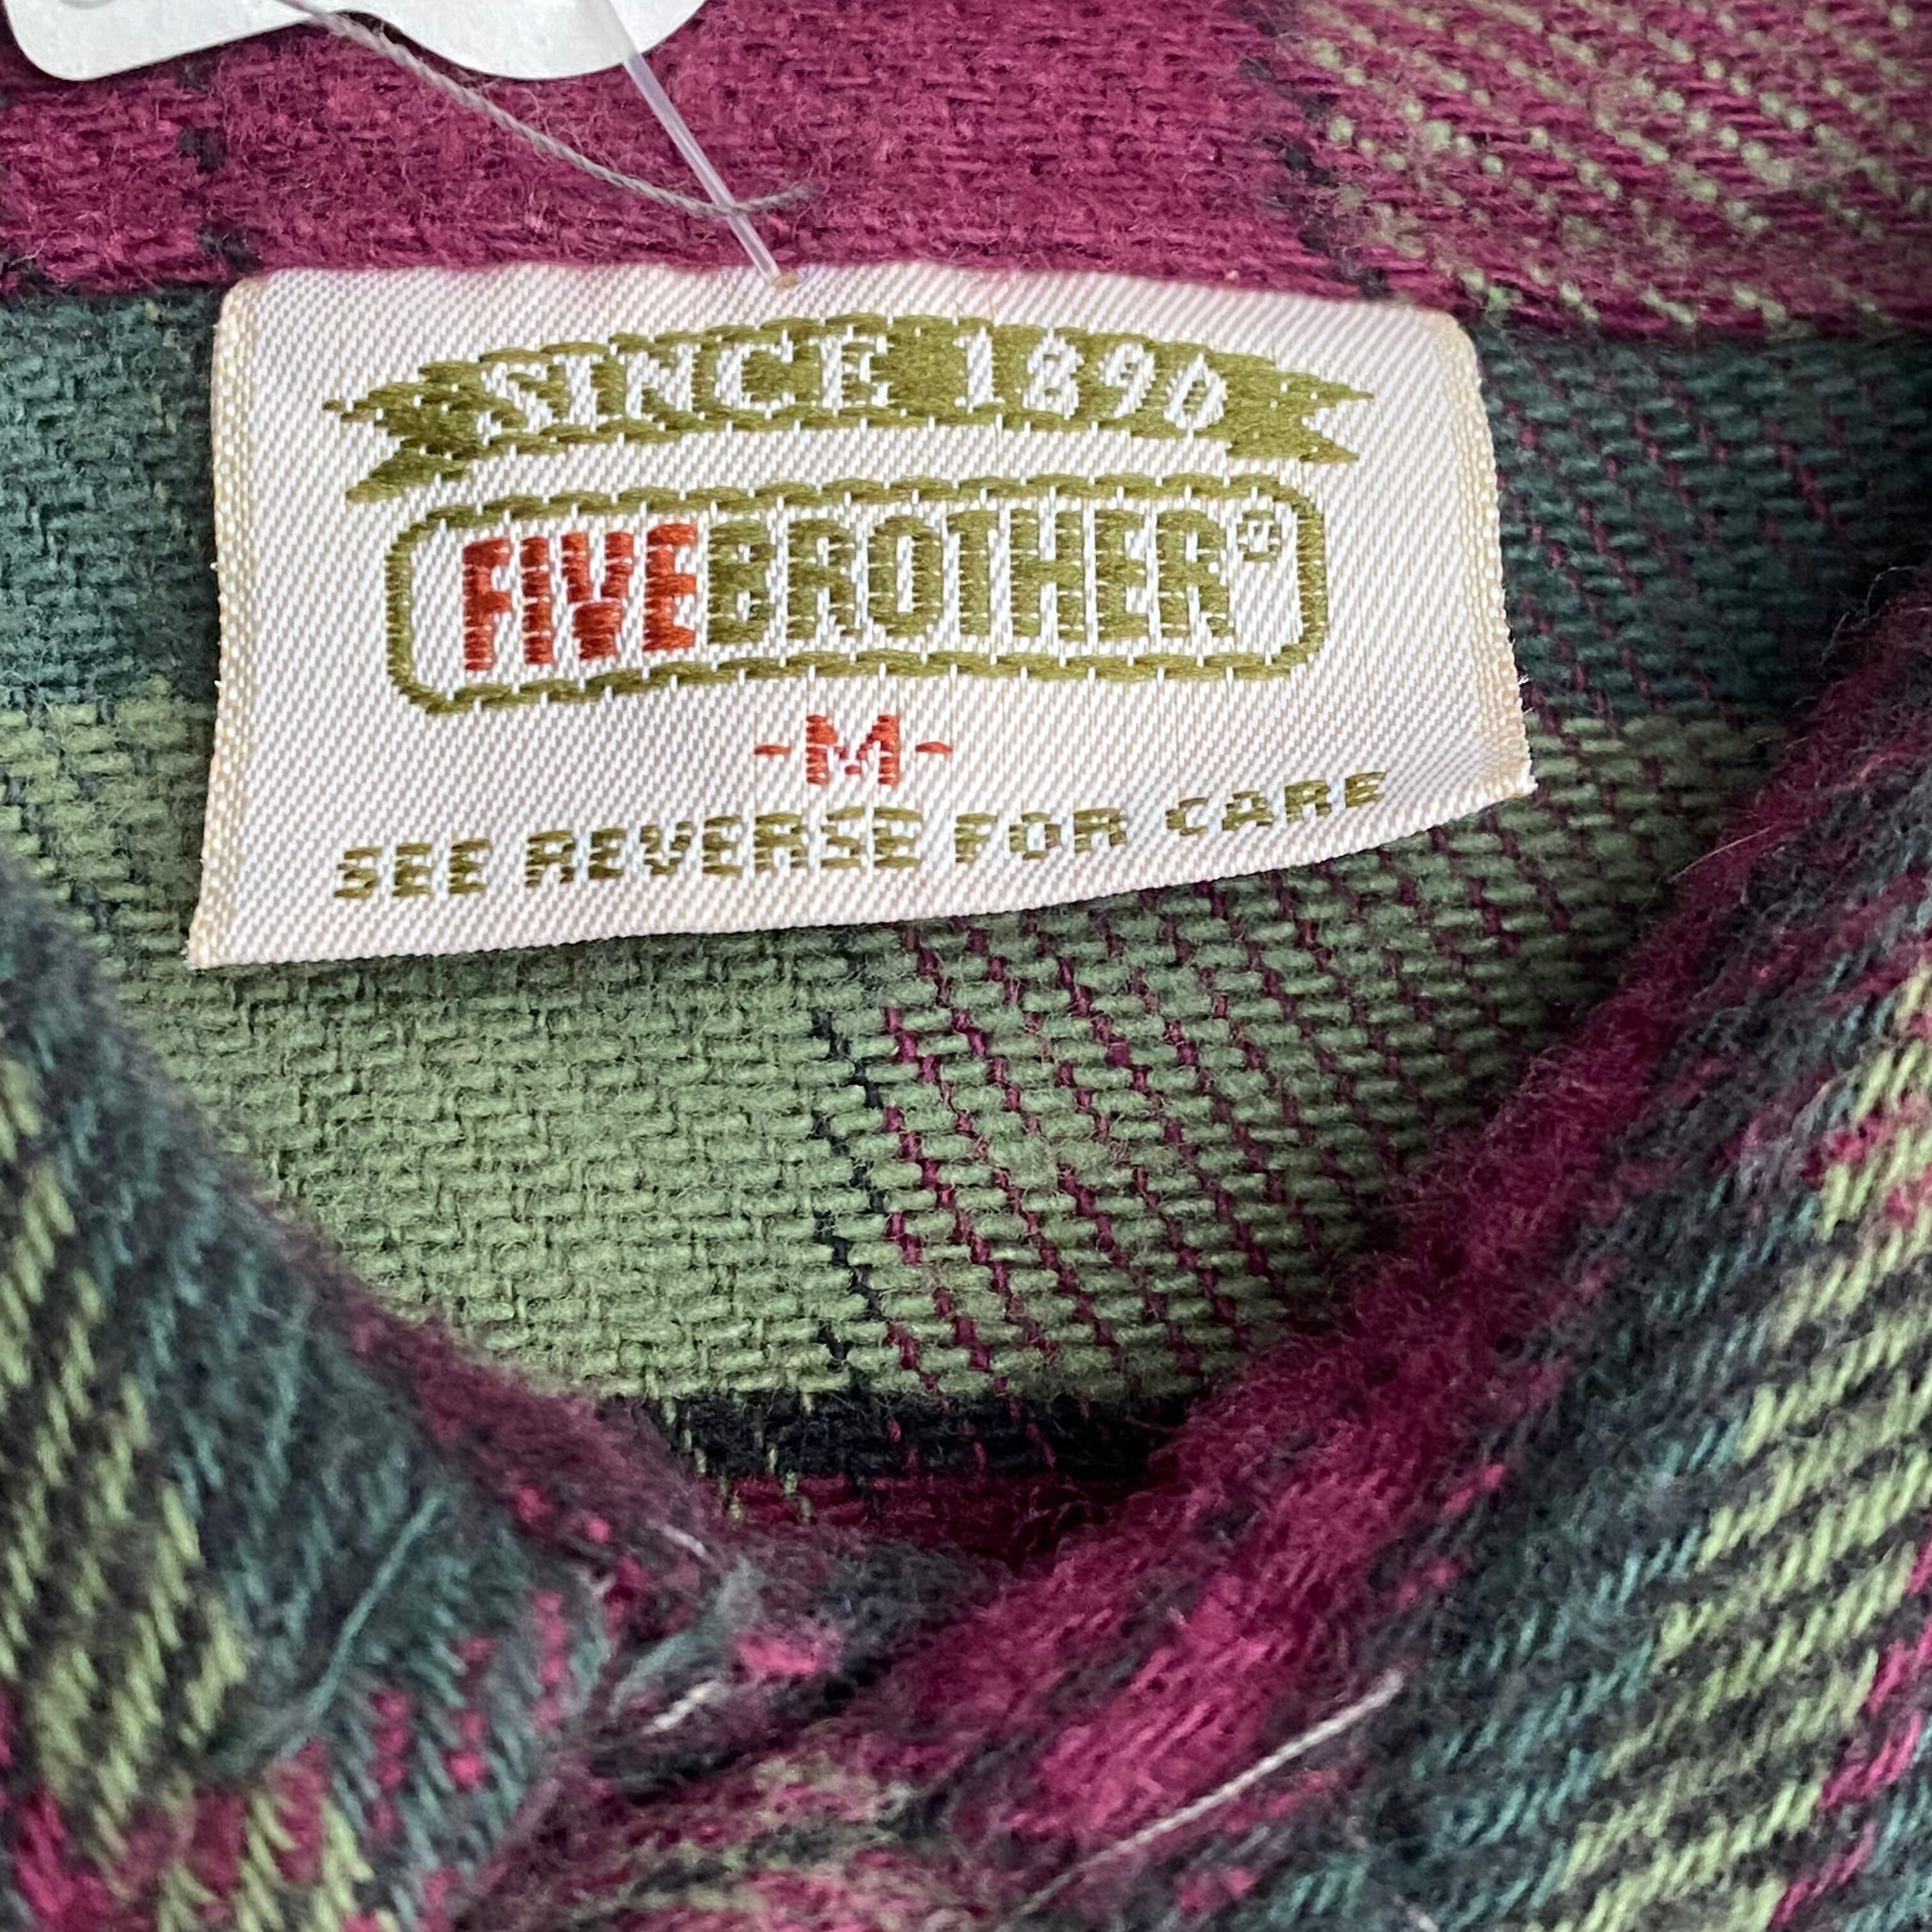 SINCE 1890
FIVEBROTHER®
-M-
SEE REVERSE FOR CARE